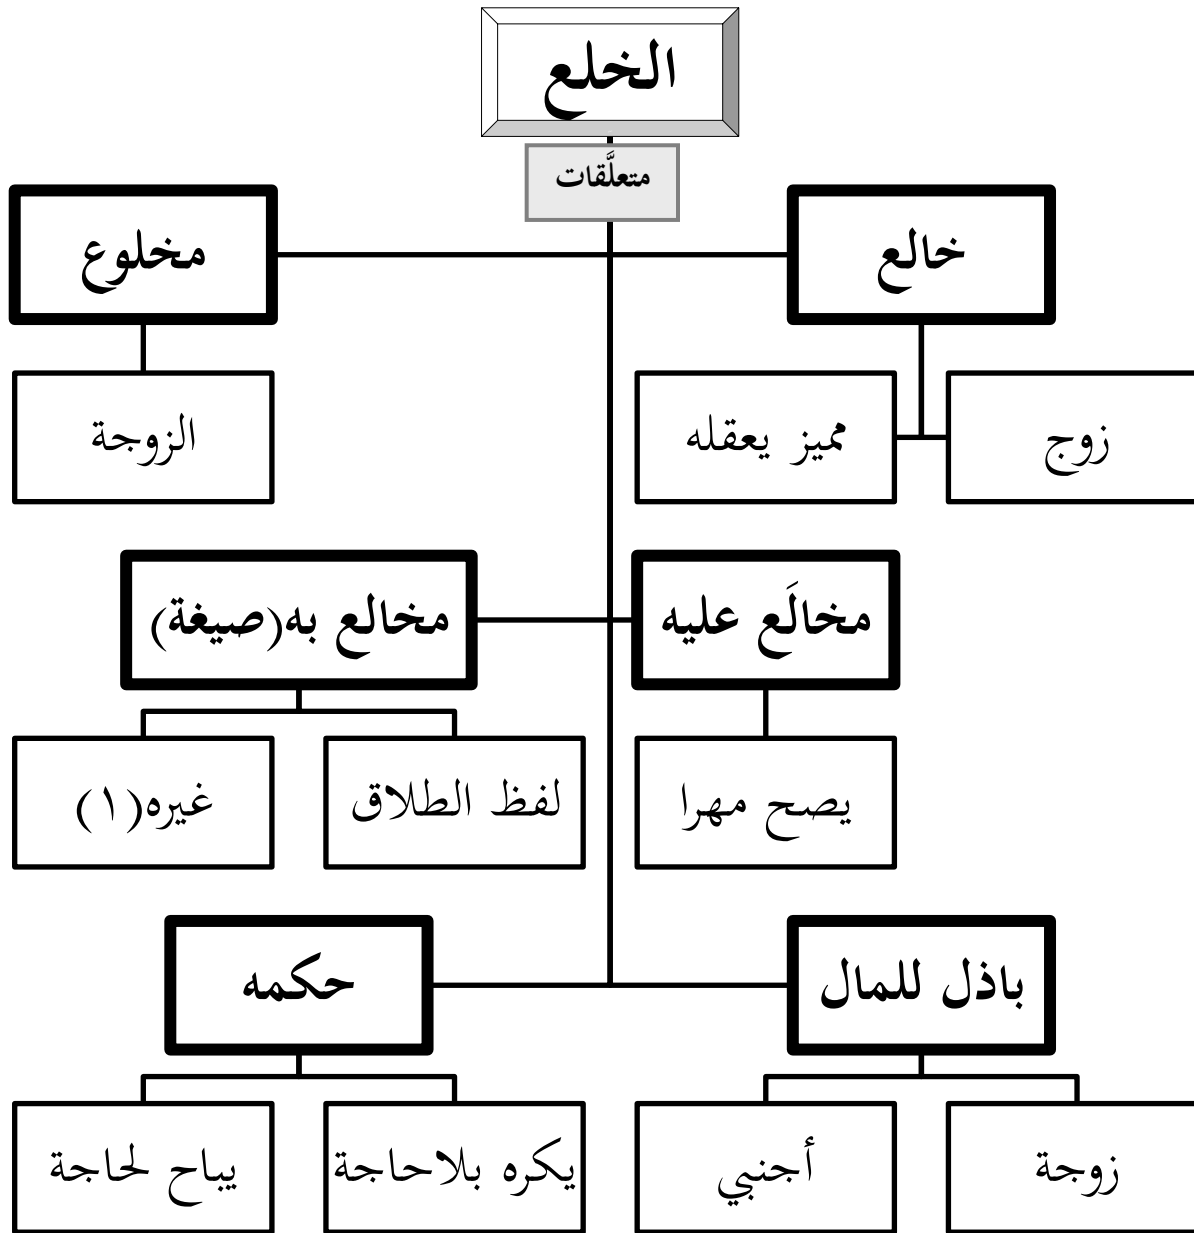 الخلع
متعلَّقات
خالع
مخلوع
زوج
مميز يعقله
الزوجة
مخالَع عليه
مخالع به(صيغة)
يصح مهرا
لفظ الطلاق
غيره(١)
باذل للمال
حكمه
زوجة
أجنبي
يكره بلاحاجة
يباح لحاجة